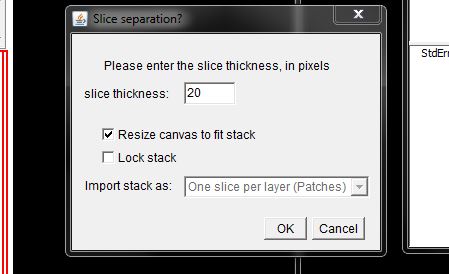 Slice separation?
StdEr
Please enter the slice thickness, in pixels
slice thickness: 20
Resize canvas to fit stack
Lock stack
Import stack as: One slice per layer (Patches)
OK Cancel